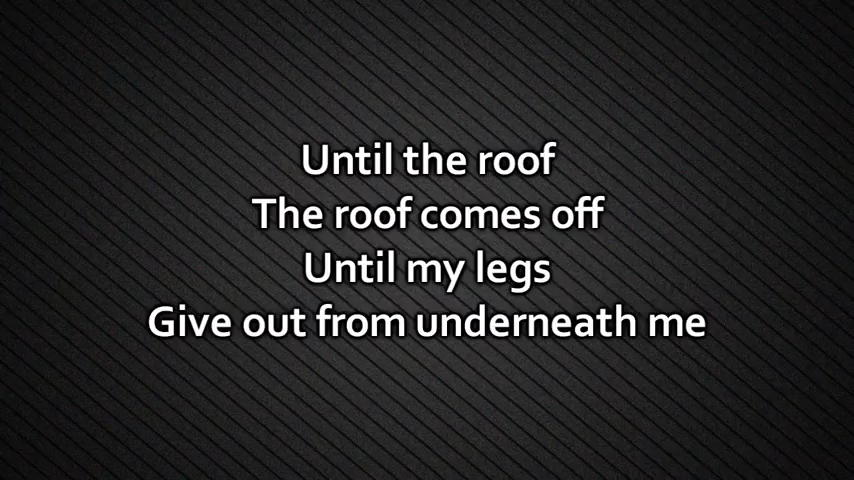 Until the roof
The roof comes off
Until my legs
Give out from underneath me